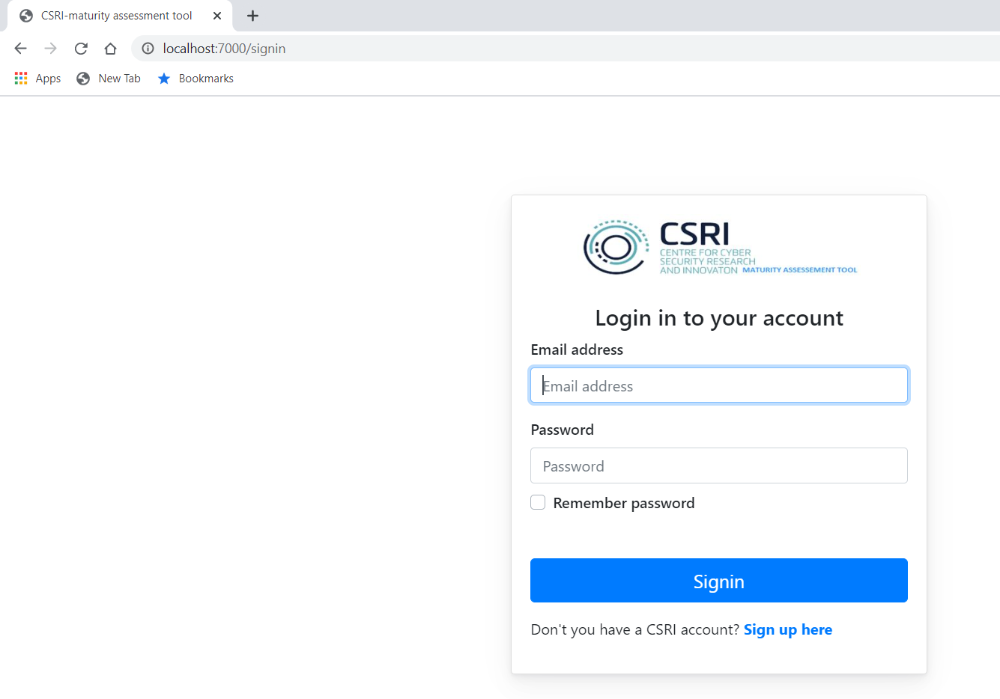 CSRI-maturity assessment tool
localhost:7000/signin
Apps New Tab Bookmarks
CSRI
CENTRE FOR CYBER
SECURITY RESEARCH
AND INNOVATON MATURITY ASSESSEMENT TOOL
Login in to your account
Email address
Email address
Password
Password
Remember password
Signin
Don't you have a CSRI account? Sign up here